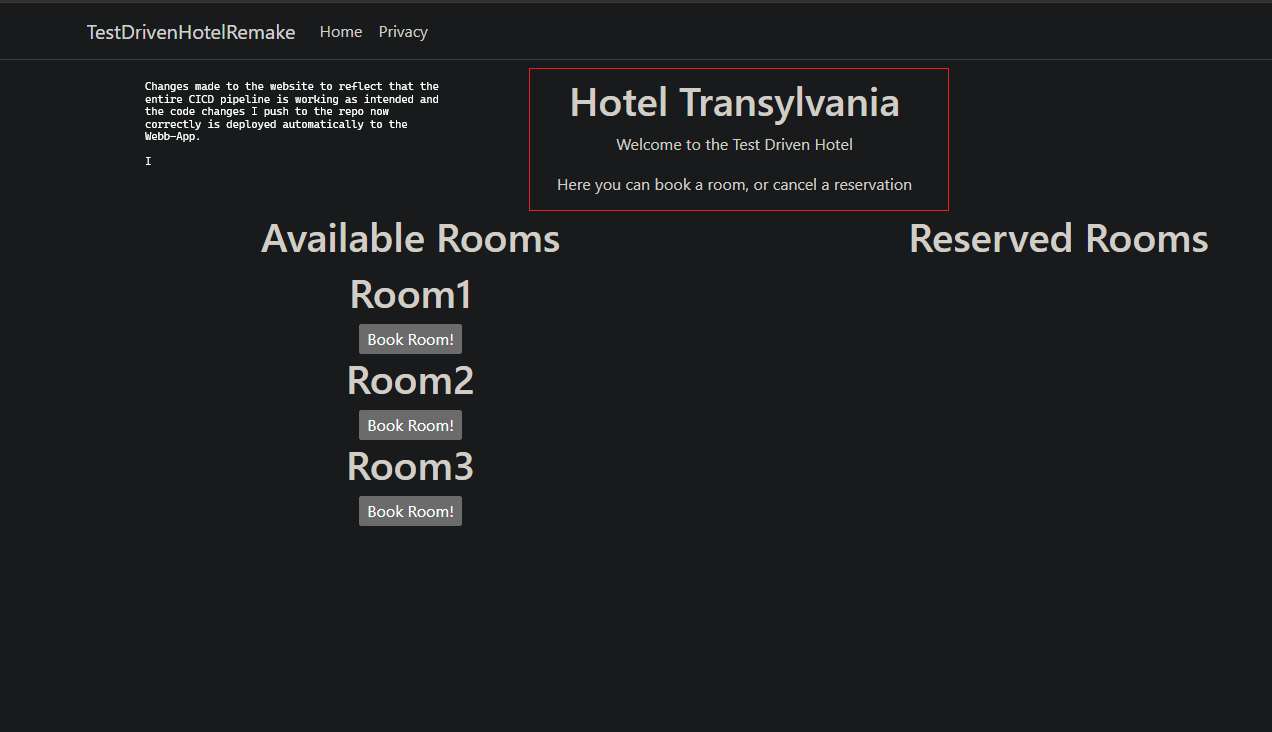 TestDrivenHotelRemake Home Privacy
Changes made to the website to reflect that the
entire CICD pipeline is working as intended and
the code changes I push to the repo now
correctly is deployed automatically to the
Webb-App.
I
Hotel Transylvania
Welcome to the Test Driven Hotel
Here you can book a room, or cancel a reservation
Available Rooms
Room1
Book Room!
Room2
Book Room!
Room3
Book Room!
Reserved Rooms